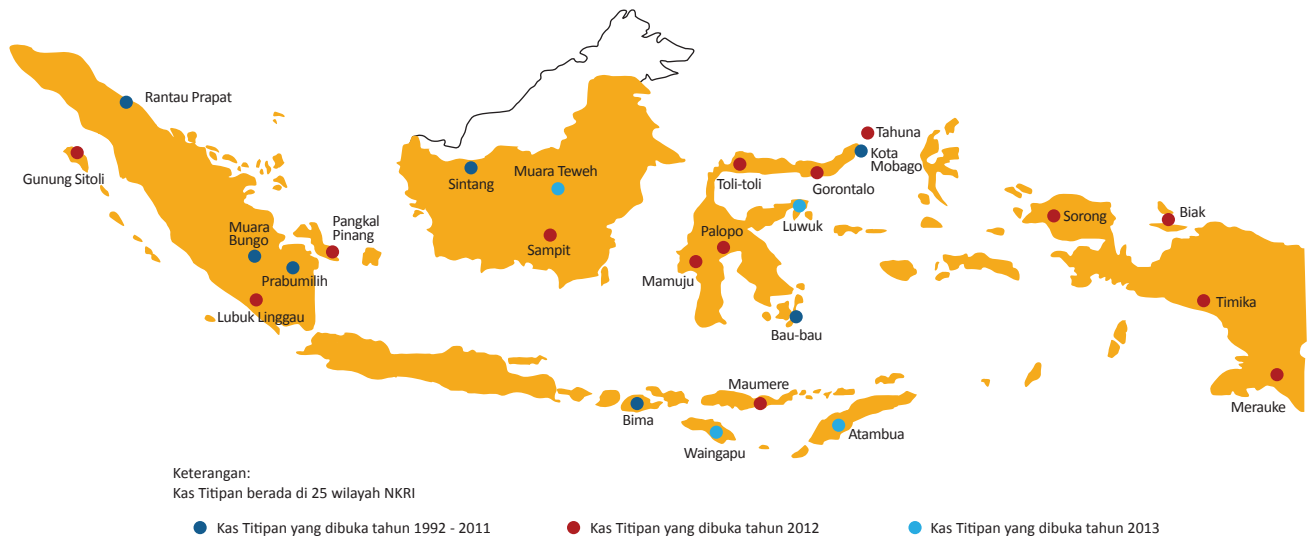 Rantau Prapat
Gunung Sitoli
Muara
Bungo
Pangkal
Pinang
Prabumilih
Lubuk Linggau
Sintang
Muara Teweh
Sampit
Toli-toli
Tahuna
Kota
Mobago
Gorontalo
Luwuk
Palopo
Mamuju
Bau-bau
Sorong
Biak
Timika
Merauke
Maumere
Bima
Waingapu
Atambua
Keterangan:
Kas Titipan berada di 25 wilayah NKRI
Kas Titipan yang dibuka tahun 1992 - 2011
Kas Titipan yang dibuka tahun 2012
Kas Titipan yang dibuka tahun 2013